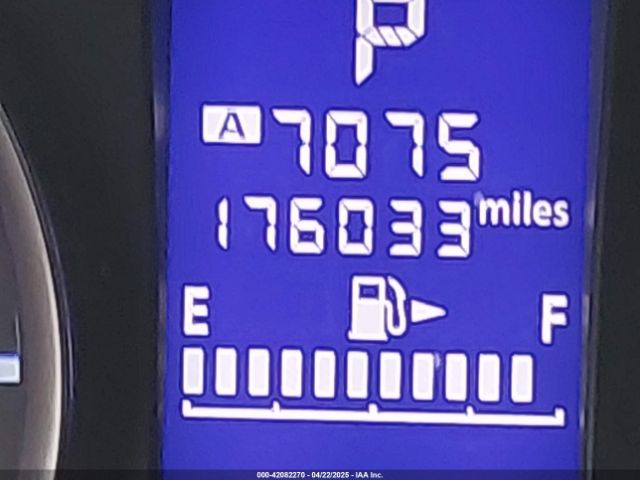 P
A 7075
176033 miles
E F
000-42082270 - 04/22/2025 - IAA Inc.